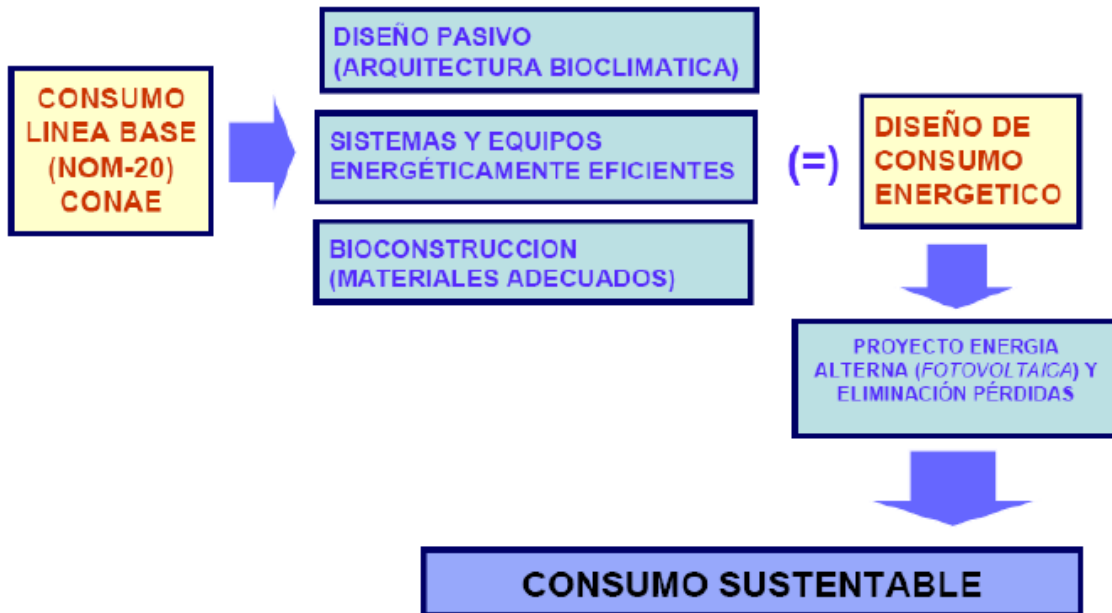 CONSUMO
LINEA BASE
(NOM-20)
CONAE
DISEÑO PASIVO
(ARQUITECTURA BIOCLIMATICA)
SISTEMAS Y EQUIPOS
ENERGÉTICAMENTE EFICIENTES
BIOCONSTRUCCION
(MATERIALES ADECUADOS)
(=)
DISEÑO DE
CONSUMO
ENERGETICO
PROYECTO ENERGIA
ALTERNA (FOTOVOLTAICA) Y
ELIMINACIÓN PÉRDIDAS
CONSUMO SUSTENTABLE